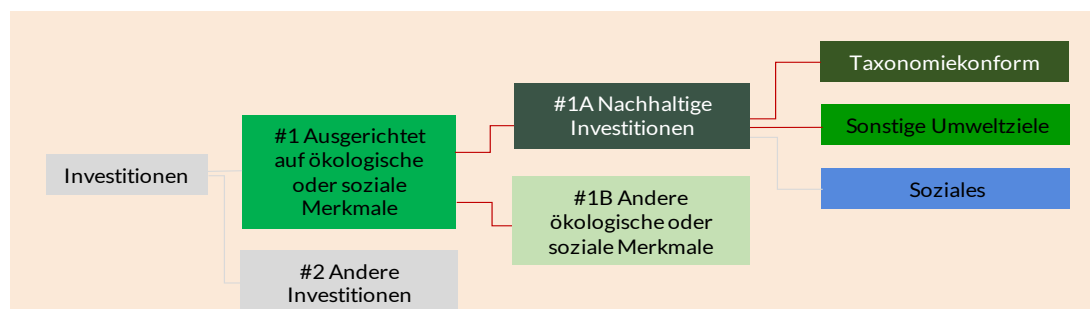 Investitionen
#1 Ausgerichtet
auf ökologische
oder soziale
Merkmale
#2 Andere
Investitionen
#1A Nachhaltige
Investitionen
#1B Andere
ökologische oder
soziale Merkmale
Taxonomiekonform
Sonstige Umweltziele
Soziales